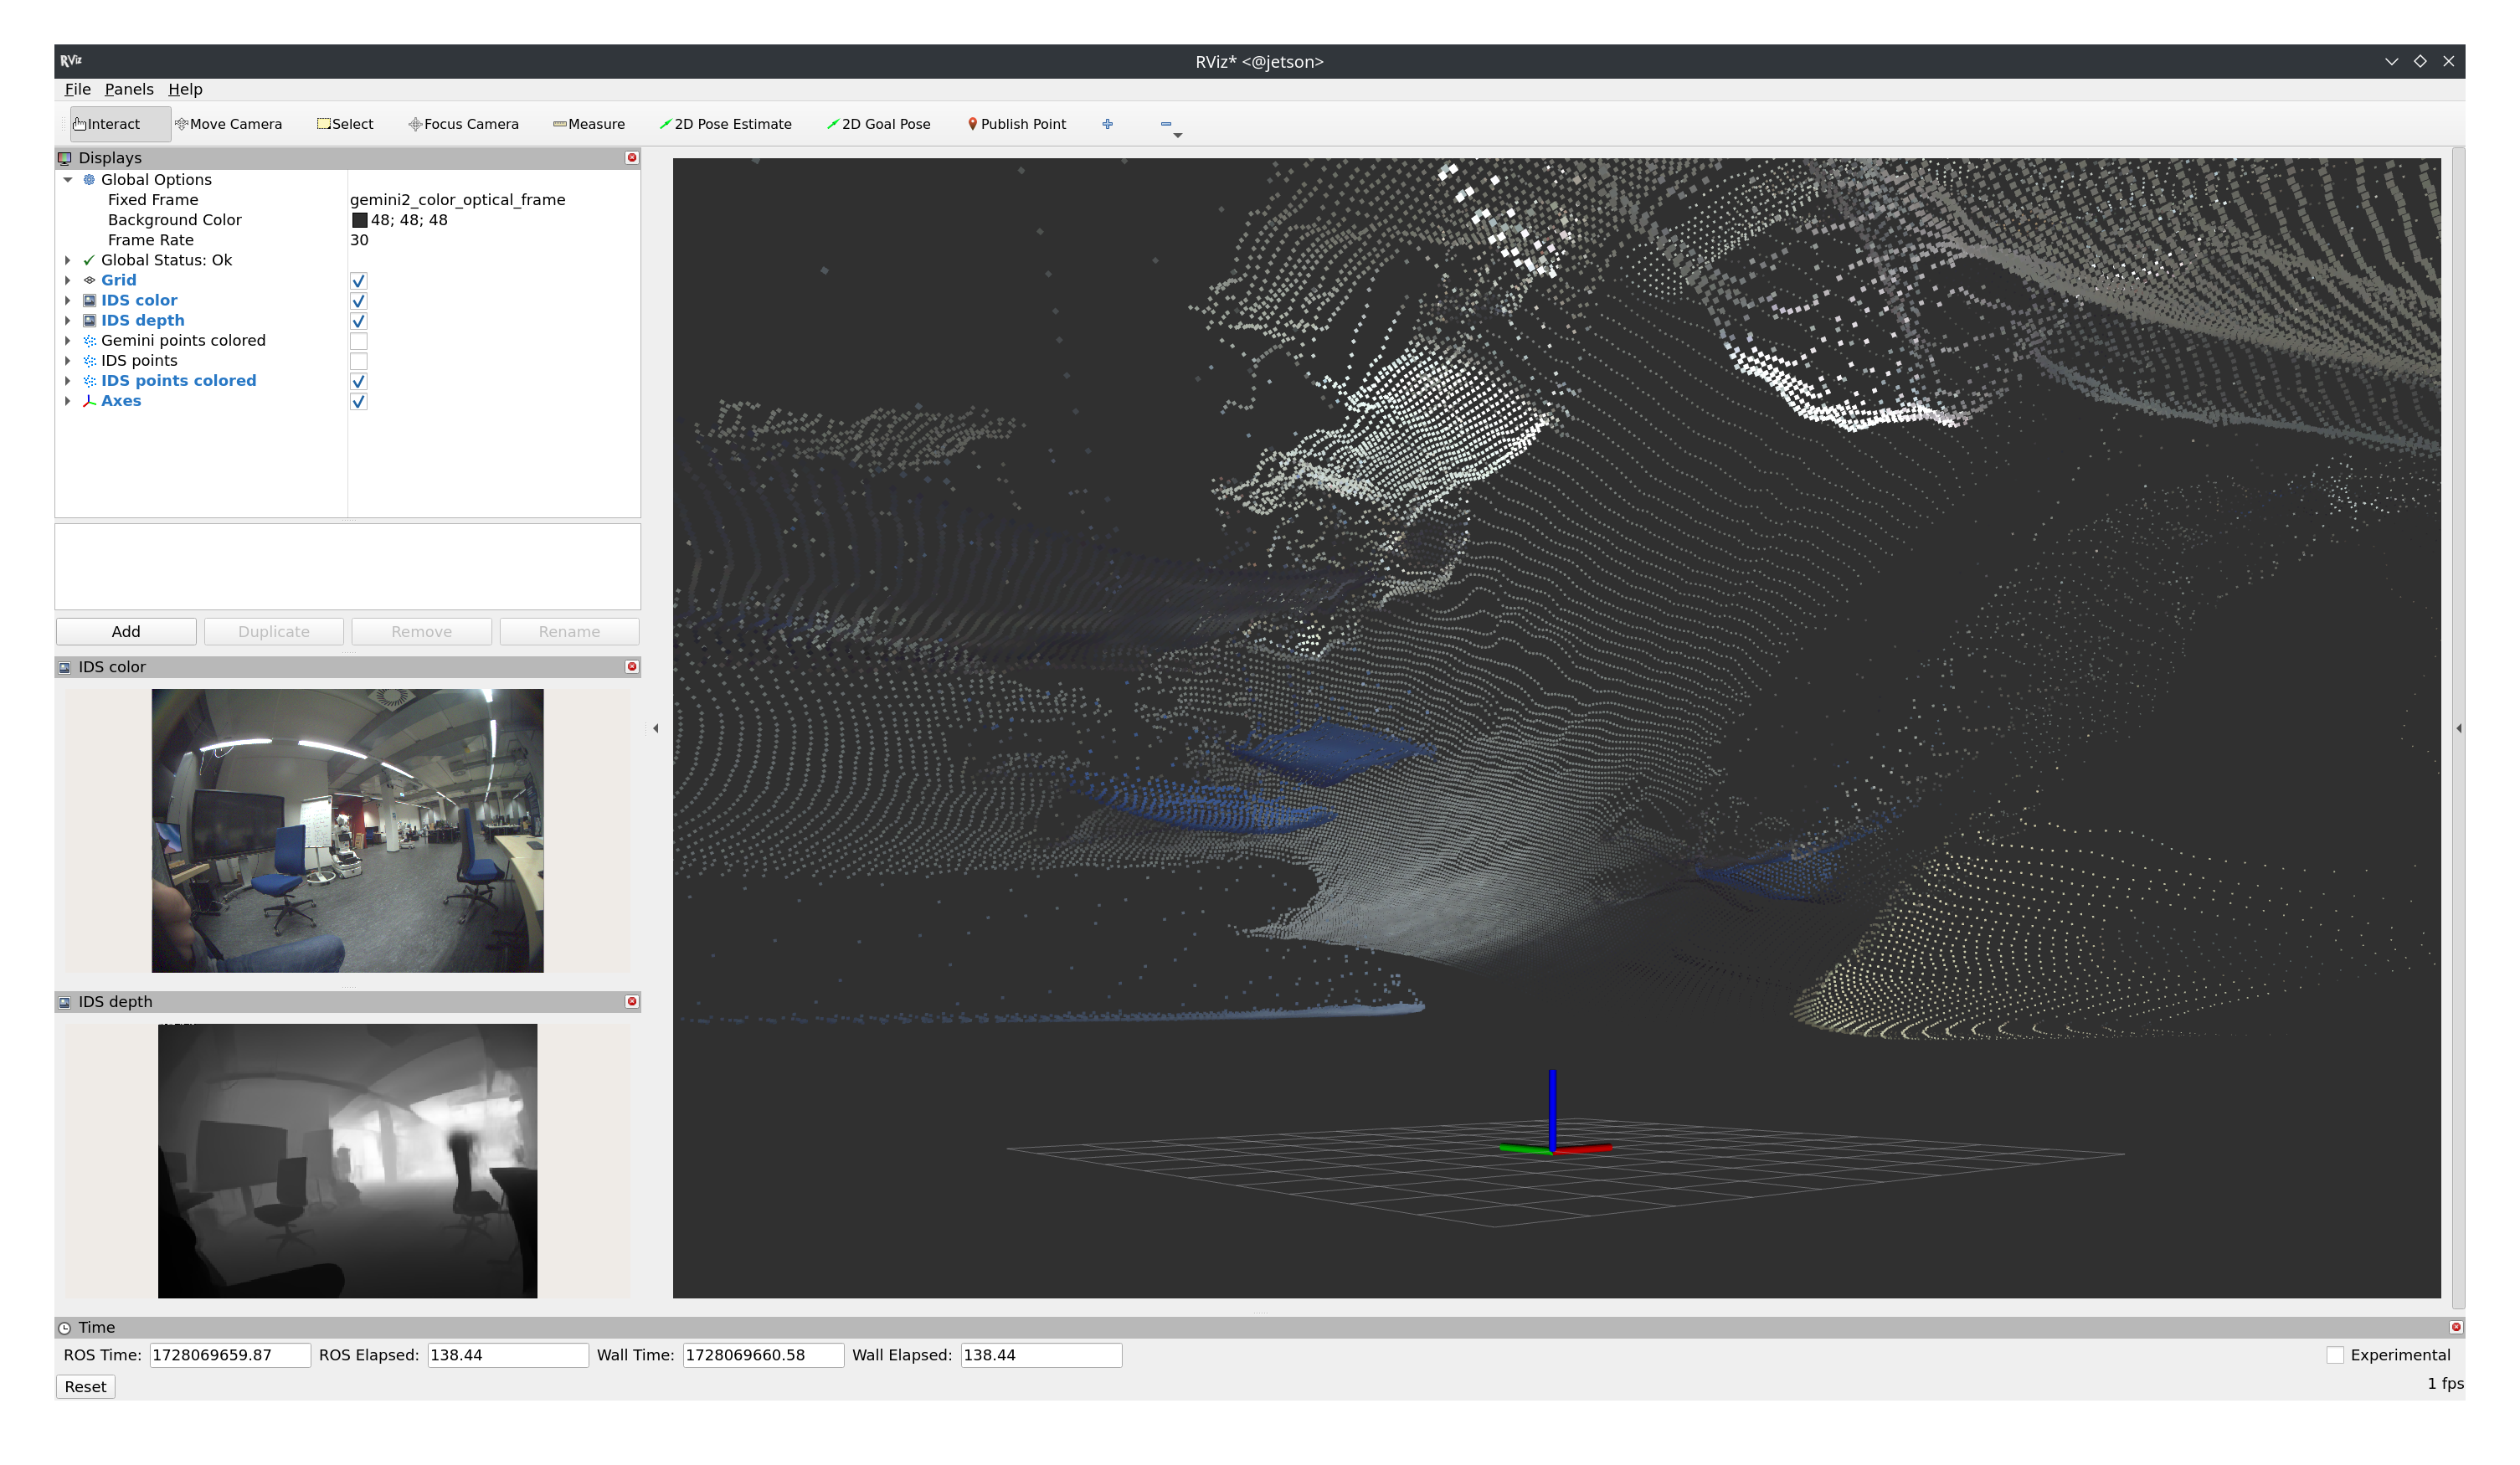 RViz
RViz* <@jetson>
File Panels Help
Interact Move Camera Select Focus Camera Measure 2D Pose Estimate 2D Goal Pose Publish Point
Displays
Global Options
Fixed Frame gemini2_color_optical_frame
Background Color 48; 48; 48
Frame Rate 30
Global Status: Ok
Grid
IDS color
IDS depth
Gemini points colored
IDS points
IDS points colored
Axes
Add Duplicate Remove Rename
IDS color
IDS depth
Time
ROS Time: 1728069659.87 ROS Elapsed: 138.44 Wall Time: 1728069660.58 Wall Elapsed: 138.44 Experimental
Reset 1 fps